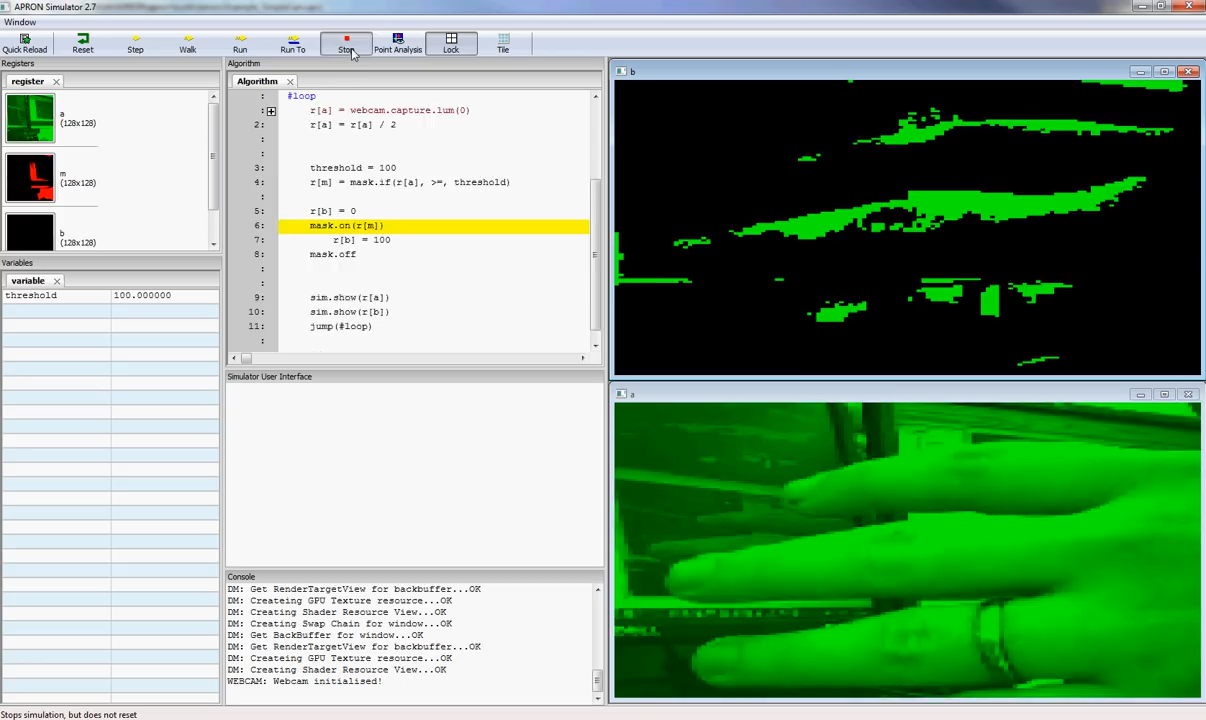 APRON Simulator 2.7
Window
Quick Reload Reset Step Walk Run Run To Stop Point Analysis Lock Tile
Registers
register
a
(128x128)
m
(128x128)
b
(128x128)
Variables
variable
threshold 100.000000
Algorithm
Algorithm
: #loop
: r[a] = webcam.capture.lum(0)
2: r[a] = r[a] / 2
:
:
3: threshold = 100
4: r[m] = mask.if(r[a], >=, threshold)
:
5: r[b] = 0
6: mask.on(r[m])
7: r[b] = 100
8: mask.off
:
:
9: sim.show(r[a])
10: sim.show(r[b])
11: jump(#loop)
:
Simulator User Interface
Console
DM: Get RenderTargetView for backbuffer...OK
DM: Createing GPU Texture resource...OK
DM: Creating Shader Resource View...OK
DM: Creating Swap Chain for window...OK
DM: Get BackBuffer for window...OK
DM: Get RenderTargetView for backbuffer...OK
DM: Createing GPU Texture resource...OK
DM: Creating Shader Resource View...OK
WEBCAM: Webcam initialised!
b
a
Stops simulation, but does not reset